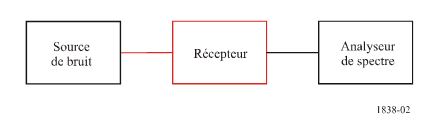 Source
de bruit
Récepteur
Analyseur
de spectre
1838-02